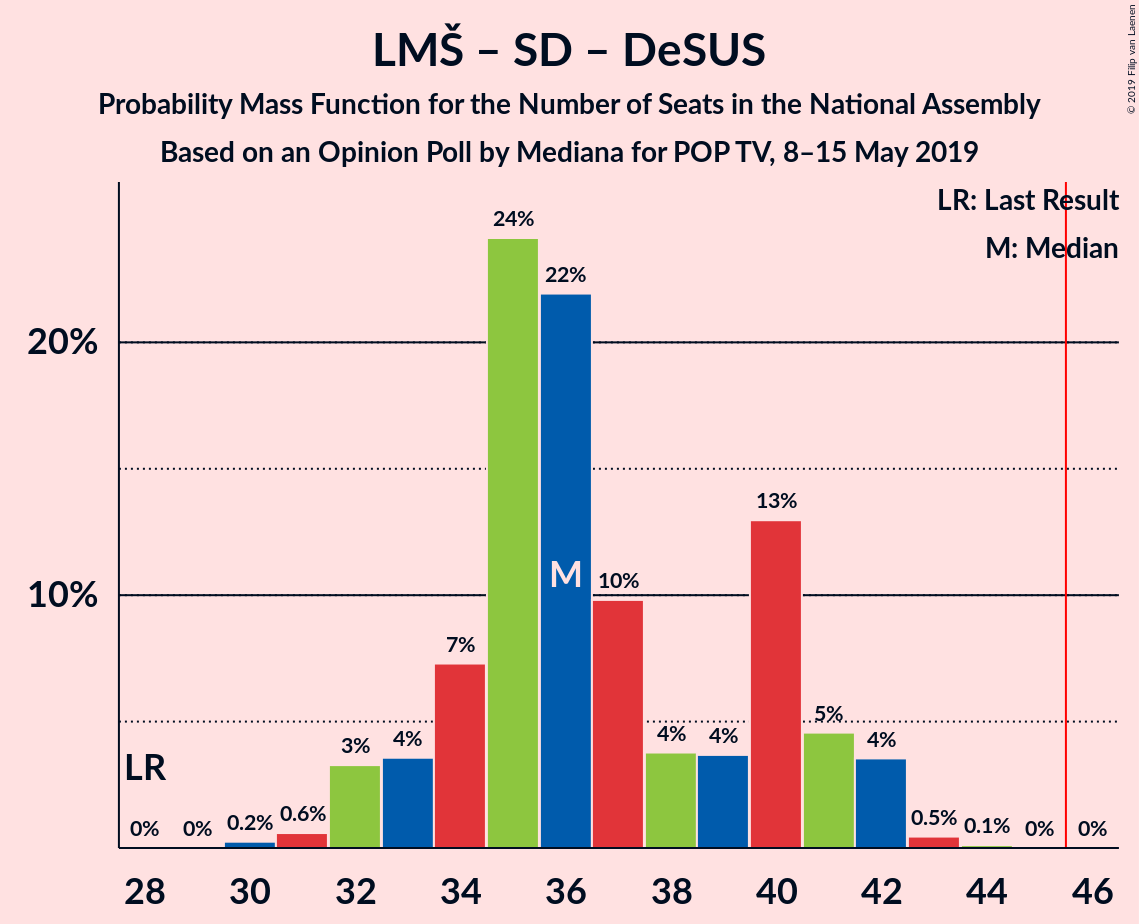 LMŠ – SD – DeSUS
Probability Mass Function for the Number of Seats in the National Assembly
Based on an Opinion Poll by Mediana for POP TV, 8–15 May 2019
© 2019 Filip van Laenen
LR: Last Result
M: Median
24%
22%
20%
13%
M
10%
10%
7%
5%
4%
4%
4%
4%
3%
LR
0%
0%
0.2%
0.6%
0.5%
0.1%
0%
0%
28 30 32 34 36 38 40 42 44 46